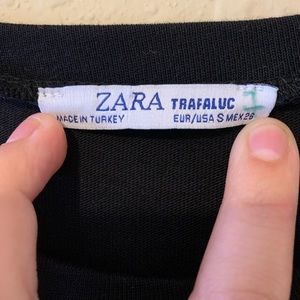 ZARA TRAFALUC
MADE IN TURKEY EUR/USA S MEX 26